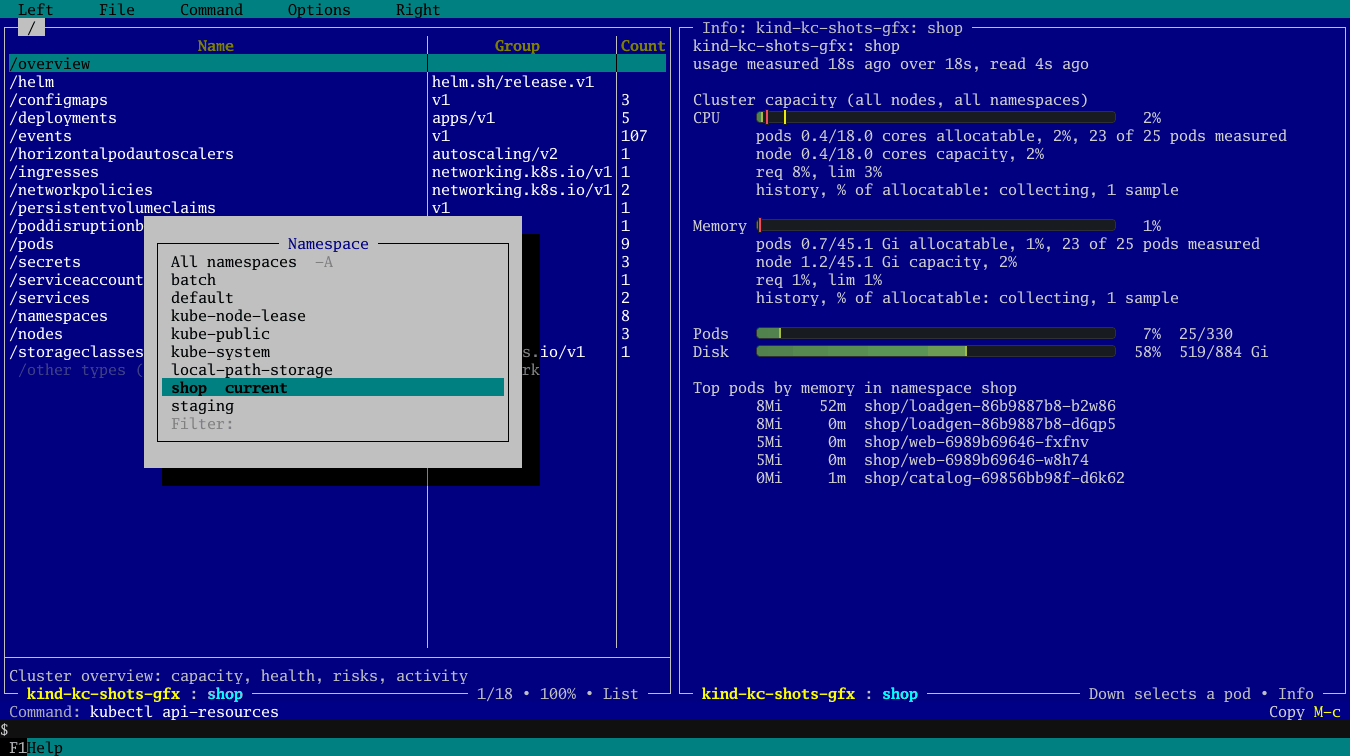 Left File Command Options Right
/
Name Group Count
/overview
/helm helm.sh/release.v1
/configmaps v1 3
/deployments apps/v1 5
/events v1 107
/horizontalpodautoscalers autoscaling/v2 1
/ingresses networking.k8s.io/v1 1
/networkpolicies networking.k8s.io/v1 2
/persistentvolumeclaims v1 1
/poddisruptionb 1
/pods 9
/secrets 3
/serviceaccount 1
/services 2
/namespaces 8
/nodes 3
/storageclasses s.io/v1 1
/other types ( rk
Namespace
All namespaces -A
batch
default
kube-node-lease
kube-public
kube-system
local-path-storage
shop current
staging
Filter:
Cluster overview: capacity, health, risks, activity
kind-kc-shots-gfx : shop 1/18 • 100% • List
Info: kind-kc-shots-gfx: shop
kind-kc-shots-gfx: shop
usage measured 18s ago over 18s, read 4s ago
Cluster capacity (all nodes, all namespaces)
CPU 2%
pods 0.4/18.0 cores allocatable, 2%, 23 of 25 pods measured
node 0.4/18.0 cores capacity, 2%
req 8%, lim 3%
history, % of allocatable: collecting, 1 sample
Memory 1%
pods 0.7/45.1 Gi allocatable, 1%, 23 of 25 pods measured
node 1.2/45.1 Gi capacity, 2%
req 1%, lim 1%
history, % of allocatable: collecting, 1 sample
Pods 7% 25/330
Disk 58% 519/884 Gi
Top pods by memory in namespace shop
8Mi 52m shop/loadgen-86b9887b8-b2w86
8Mi 0m shop/loadgen-86b9887b8-d6qp5
5Mi 0m shop/web-6989b69646-fxfnv
5Mi 0m shop/web-6989b69646-w8h74
0Mi 1m shop/catalog-69856bb98f-d6k62
kind-kc-shots-gfx : shop Down selects a pod • Info
Command: kubectl api-resources Copy M-c
$
F1Help